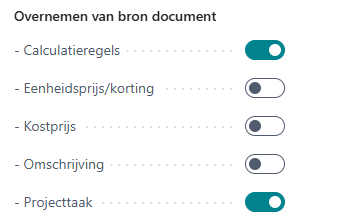 Overnemen van bron document
- Calculatieregels
- Eenheidsprijs/korting
- Kostprijs
- Omschrijving
- Projecttaak